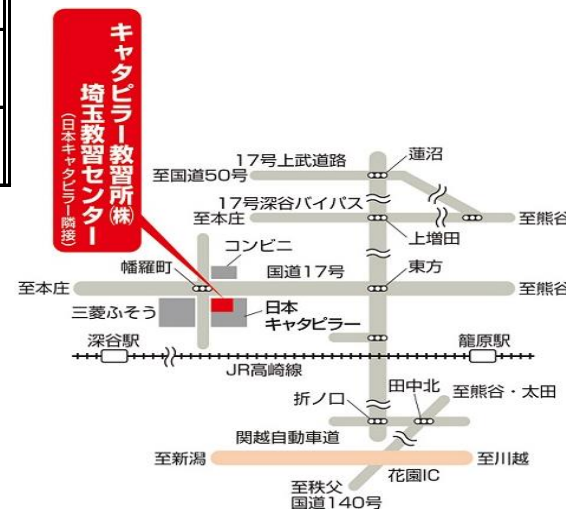 キャタピラー教習所㈱
埼玉教習センター
(日本キャタピラー隣接)
17号上武道路
蓮沼
至国道50号
17号深谷バイパス
至本庄
至熊谷
上増田
コンビニ
幡羅町
国道17号
東方
至本庄
至熊谷
三菱ふそう
日本
キャタピラー
深谷駅
籠原駅
JR高崎線
折ノ口
田中北
至熊谷・太田
関越自動車道
至新潟
至川越
花園IC
至秩父
国道140号